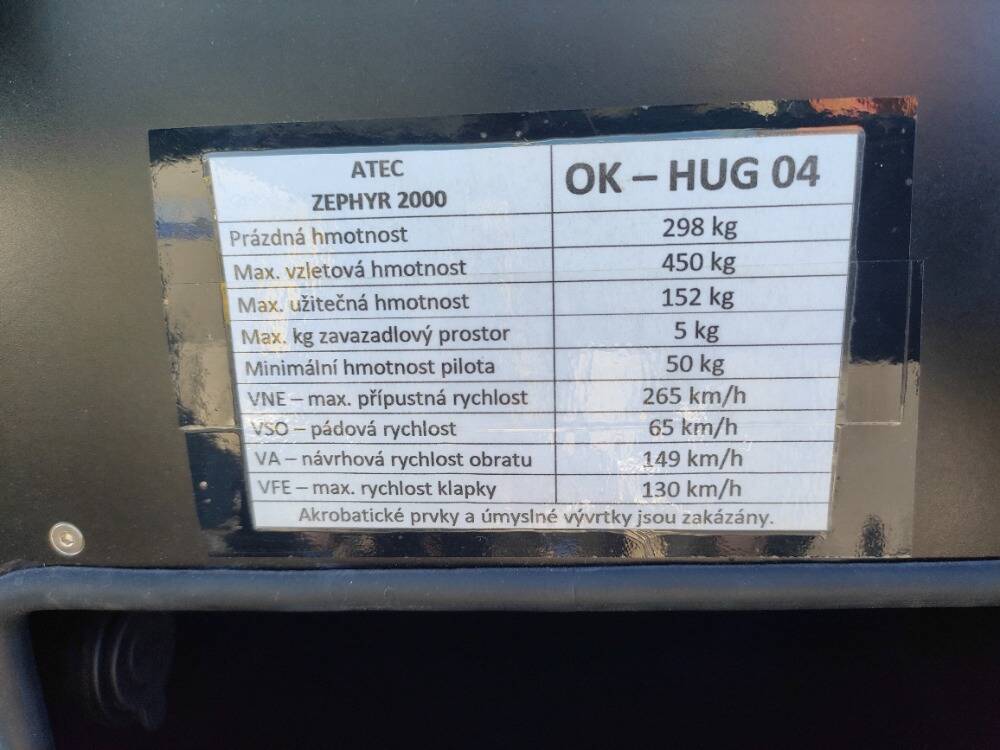 ATEC
ZEPHYR 2000
OK – HUG 04
Prázdná hmotnost 298 kg
Max. vzletová hmotnost 450 kg
Max. užitečná hmotnost 152 kg
Max. kg zavazadlový prostor 5 kg
Minimální hmotnost pilota 50 kg
VNE – max. přípustná rychlost 265 km/h
VSO – pádová rychlost 65 km/h
VA – návrhová rychlost obratu 149 km/h
VFE – max. rychlost klapky 130 km/h
Akrobatické prvky a úmyslné vývrtky jsou zakázány.